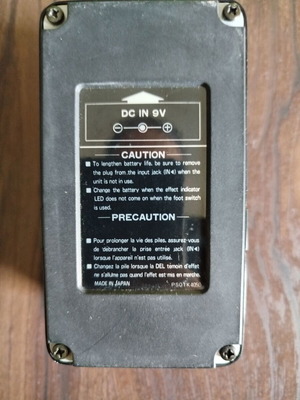 DC IN 9V
CAUTION
■ To lengthen battery life, be sure to remove
the plug from the input jack (IN4) when the
unit is not in use.
■ Change the battery when the effect indicator
LED does not come on when the foot switch
is used.
PRECAUTION
■ Pour prolonger la vie des piles, assurez-vous
de débrancher la prise entrée jack (IN4)
lorsque l'appareil n'est pas utilisé.
■ Changez la pile lorsque la DEL témoin d'effet
ne s'allume pas quand l'effet est mis en marche.
MADE IN JAPAN